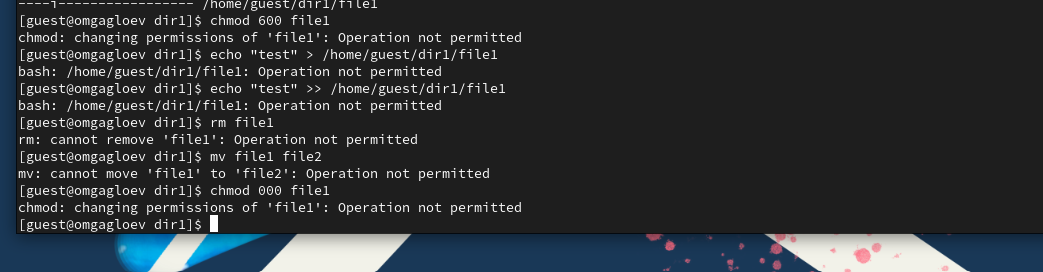 ----i----------------- /home/guest/dir1/file1
[guest@omgagloev dir1]$ chmod 600 file1
chmod: changing permissions of 'file1': Operation not permitted
[guest@omgagloev dir1]$ echo "test" > /home/guest/dir1/file1
bash: /home/guest/dir1/file1: Operation not permitted
[guest@omgagloev dir1]$ echo "test" >> /home/guest/dir1/file1
bash: /home/guest/dir1/file1: Operation not permitted
[guest@omgagloev dir1]$ rm file1
rm: cannot remove 'file1': Operation not permitted
[guest@omgagloev dir1]$ mv file1 file2
mv: cannot move 'file1' to 'file2': Operation not permitted
[guest@omgagloev dir1]$ chmod 000 file1
chmod: changing permissions of 'file1': Operation not permitted
[guest@omgagloev dir1]$